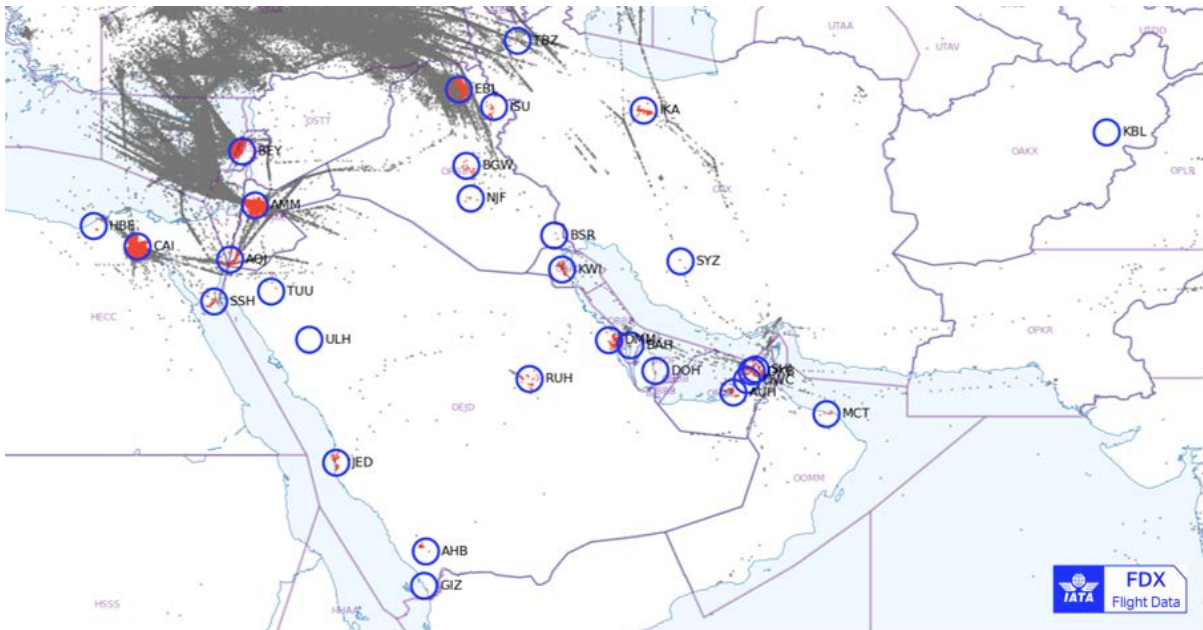 UTAA
UTAV
UTDD
TBZ
EBL
ISU
IKA
OSTT
KBL
BEY
OAKX
BGW
OPLR
OIIX
NJF
AMM
HBE
BSR
CAI
AQJ
SYZ
KWI
TUU
SSH
HECC
OPKR
ULH
DMM
BAH
DOH
DWC
RUH
AUH
OEJD
MCT
JED
OOMM
AHB
GIZ
HSSS
HHAA
IATA
FDX
Flight Data